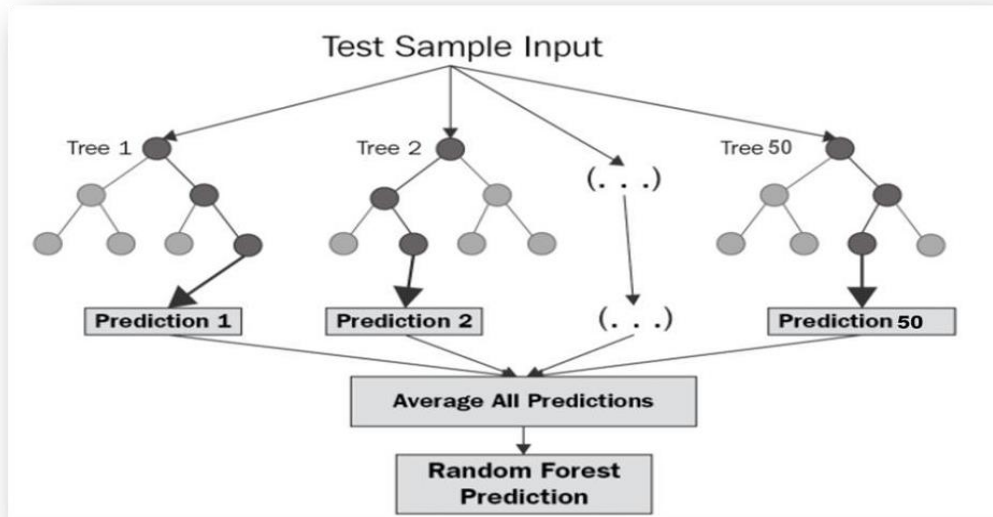 Test Sample Input
Tree 1
Tree 2
(. . .)
Tree 50
Prediction 1
Prediction 2
(. . .)
Prediction 50
Average All Predictions
Random Forest
Prediction